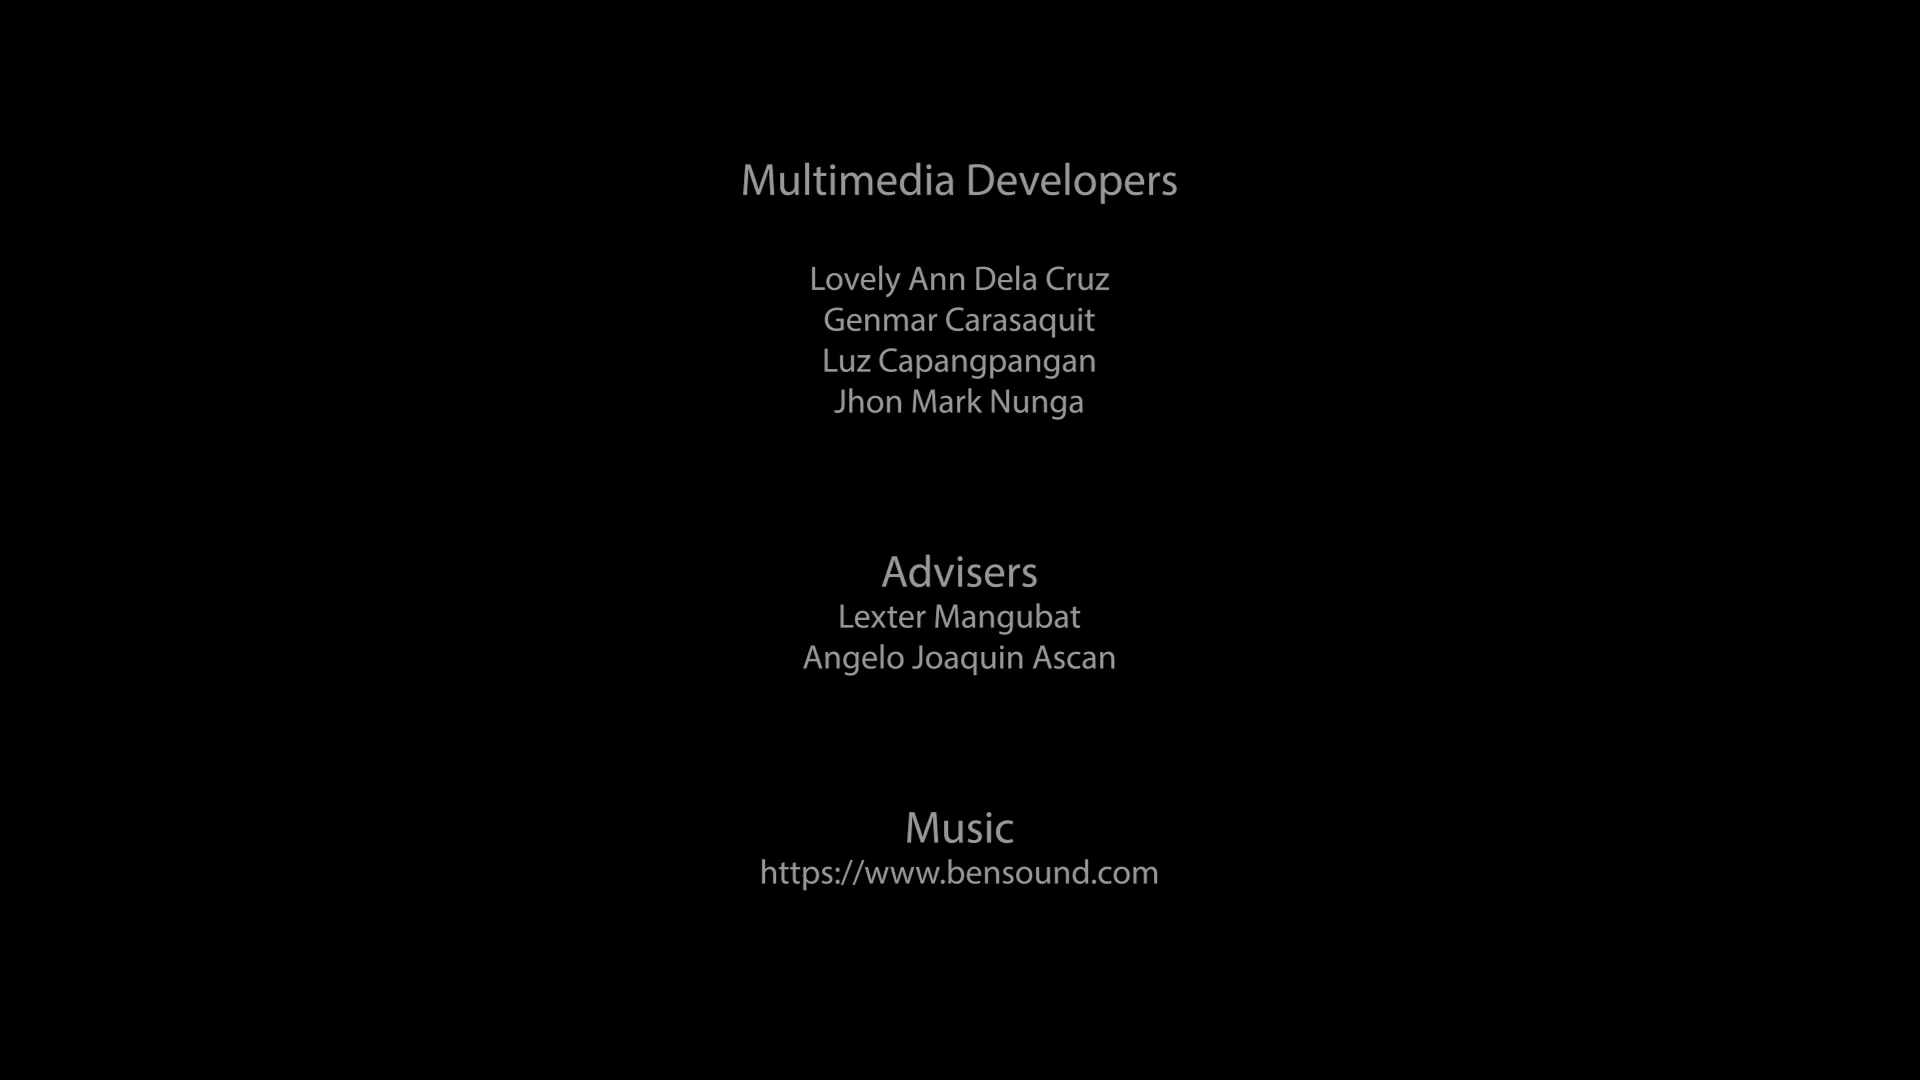 Multimedia Developers
Lovely Ann Dela Cruz
Genmar Carasaquit
Luz Capangpangan
Jhon Mark Nunga
Advisers
Lexter Mangubat
Angelo Joaquin Ascan
Music
https://www.bensound.com